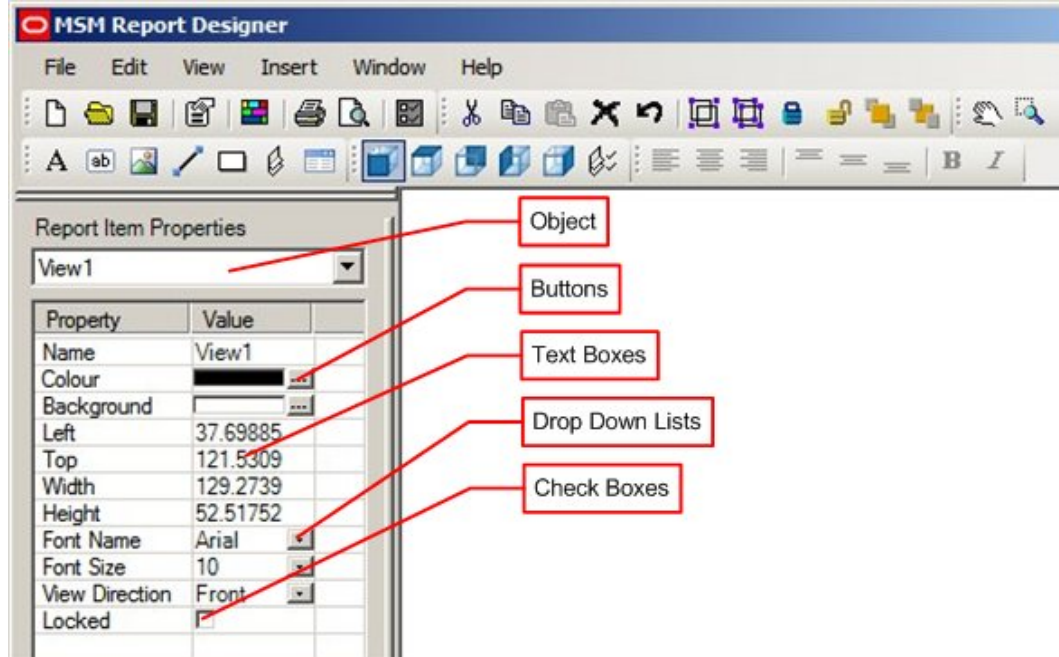 MSM Report Designer
File Edit View Insert Window Help
A ab B I
Report Item Properties
View1
Property Value
Name View1
Colour ...
Background ...
Left 37.69885
Top 121.5309
Width 129.2739
Height 52.51752
Font Name Arial
Font Size 10
View Direction Front
Locked
Object
Buttons
Text Boxes
Drop Down Lists
Check Boxes